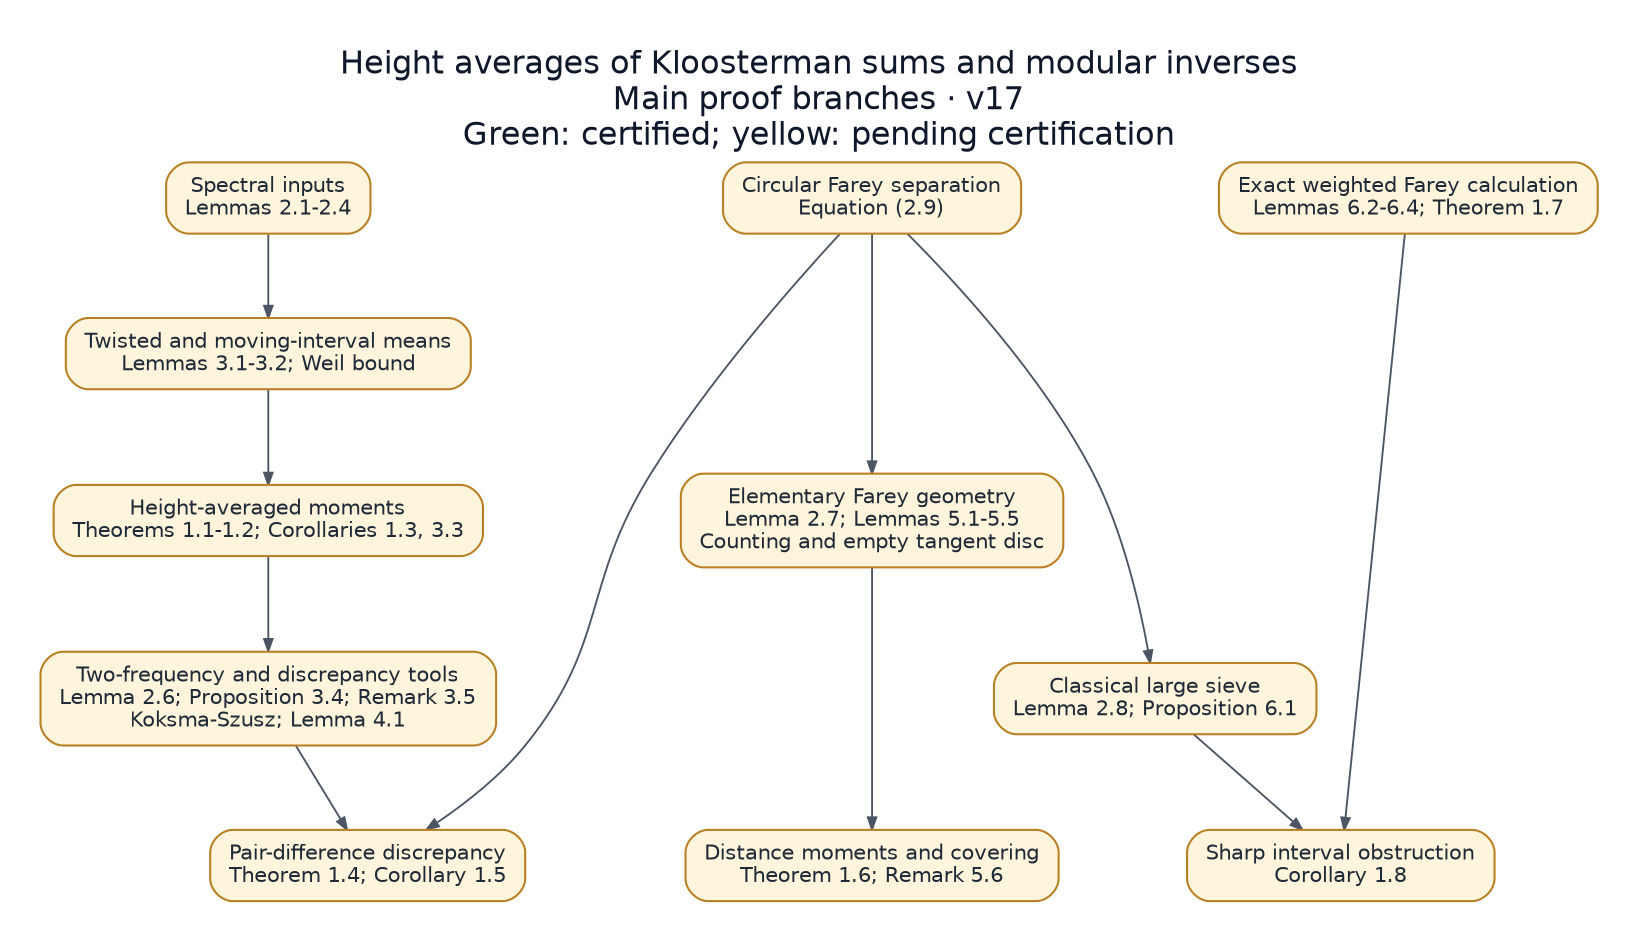 Height averages of Kloosterman sums and modular inverses
Main proof branches · v17
Green: certified; yellow: pending certification
Spectral inputs
Lemmas 2.1-2.4
Circular Farey separation
Equation (2.9)
Exact weighted Farey calculation
Lemmas 6.2-6.4; Theorem 1.7
Twisted and moving-interval means
Lemmas 3.1-3.2; Weil bound
Height-averaged moments
Theorems 1.1-1.2; Corollaries 1.3, 3.3
Elementary Farey geometry
Lemma 2.7; Lemmas 5.1-5.5
Counting and empty tangent disc
Two-frequency and discrepancy tools
Lemma 2.6; Proposition 3.4; Remark 3.5
Koksma-Szusz; Lemma 4.1
Classical large sieve
Lemma 2.8; Proposition 6.1
Pair-difference discrepancy
Theorem 1.4; Corollary 1.5
Distance moments and covering
Theorem 1.6; Remark 5.6
Sharp interval obstruction
Corollary 1.8